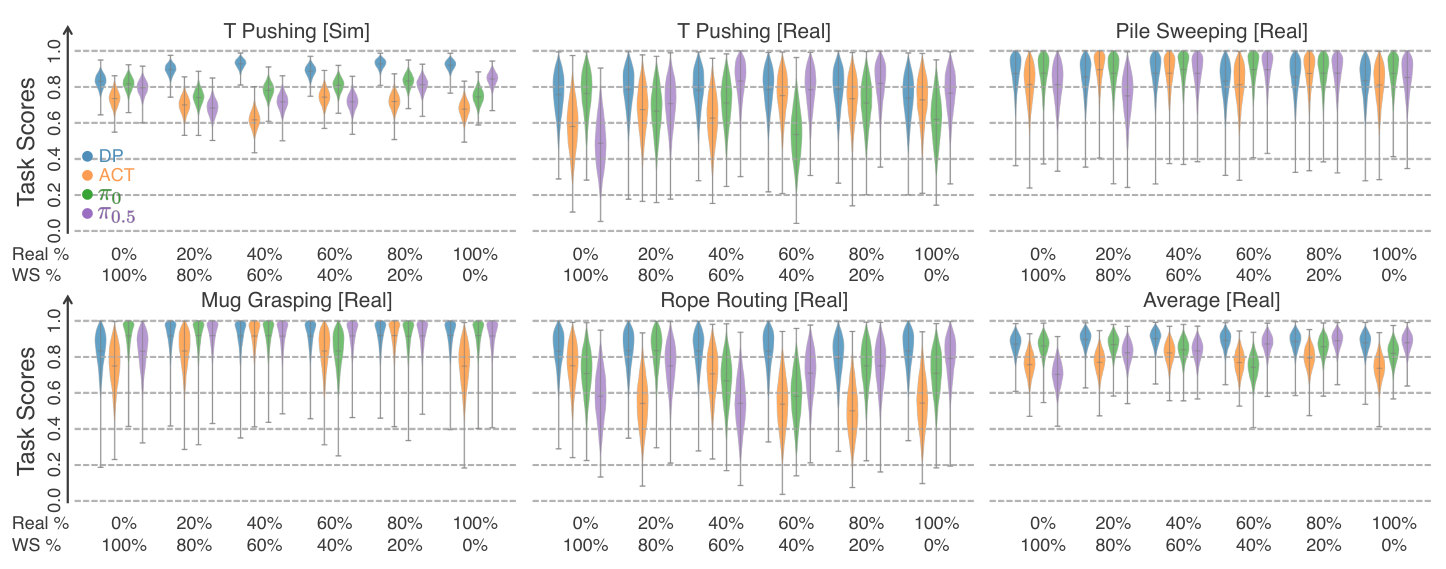 T Pushing [Sim] T Pushing [Real] Pile Sweeping [Real]
Task Scores
1.0
0.8
0.6
0.4
0.2
0.0
DP
ACT
π0
π0.5
Real % 0% 20% 40% 60% 80% 100% 0% 20% 40% 60% 80% 100% 0% 20% 40% 60% 80% 100%
WS % 100% 80% 60% 40% 20% 0% 100% 80% 60% 40% 20% 0% 100% 80% 60% 40% 20% 0%
Mug Grasping [Real] Rope Routing [Real] Average [Real]
Task Scores
1.0
0.8
0.6
0.4
0.2
0.0
Real % 0% 20% 40% 60% 80% 100% 0% 20% 40% 60% 80% 100% 0% 20% 40% 60% 80% 100%
WS % 100% 80% 60% 40% 20% 0% 100% 80% 60% 40% 20% 0% 100% 80% 60% 40% 20% 0%